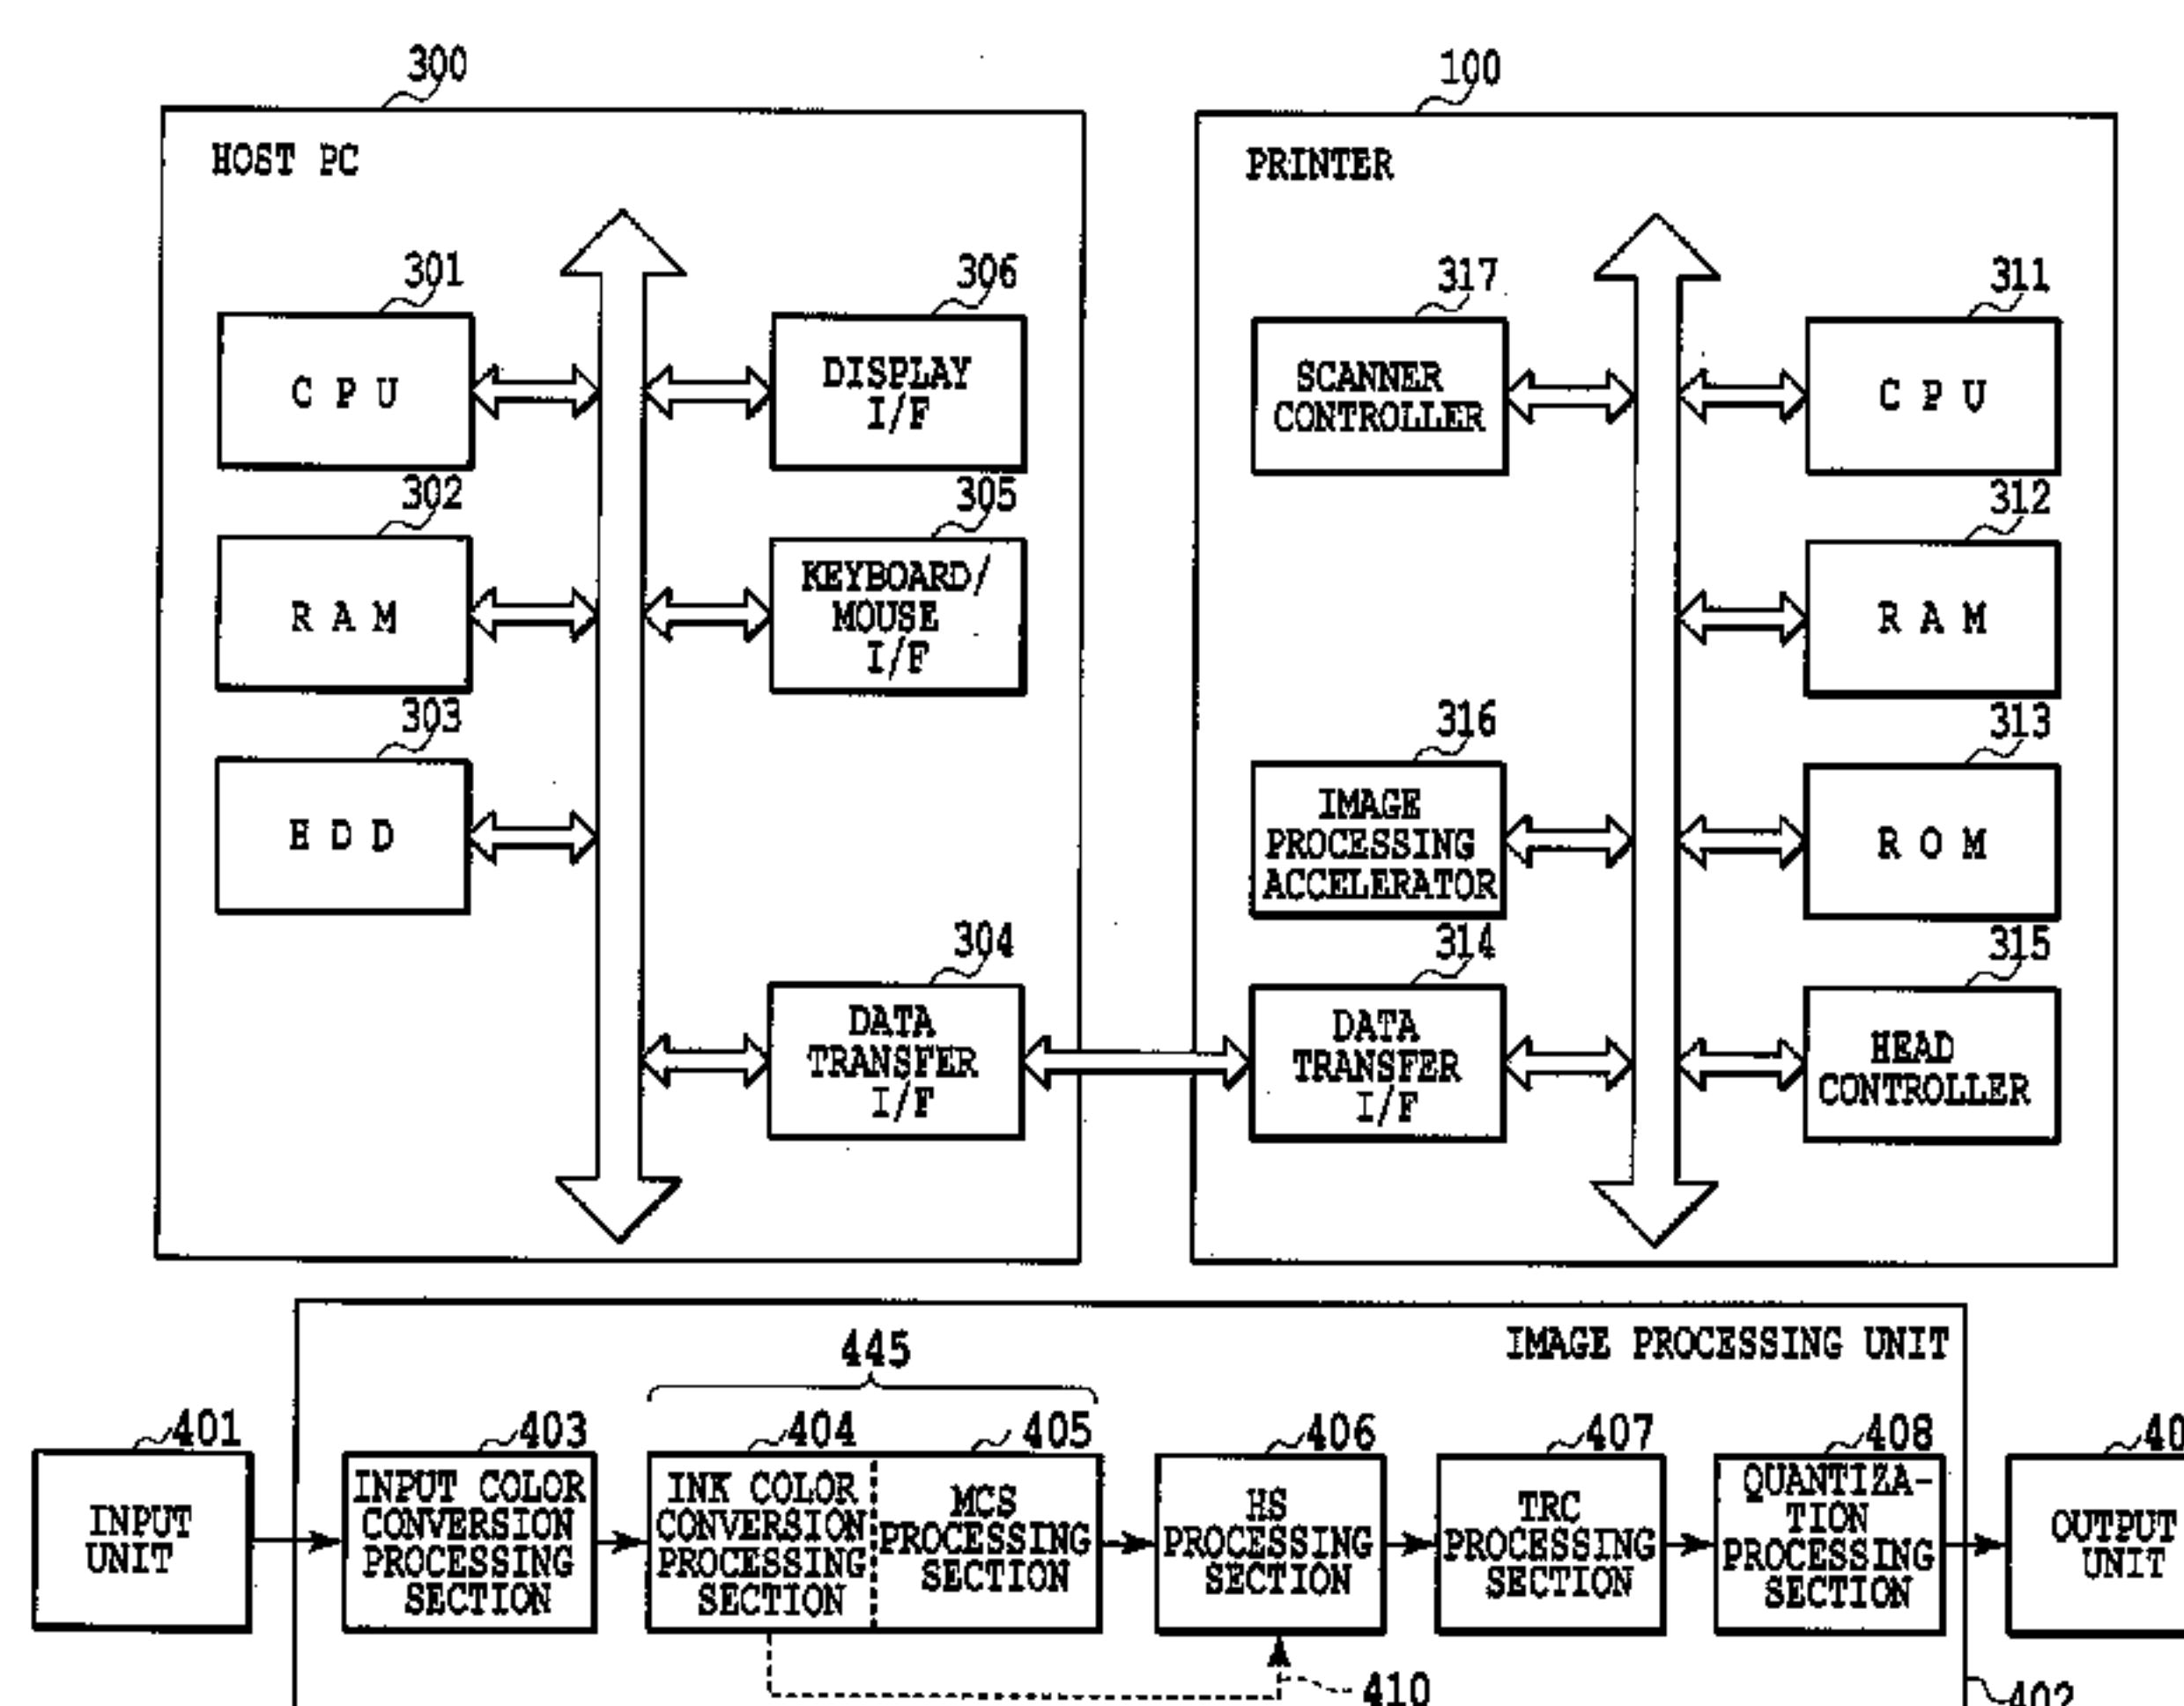 300
100
HOST PC
PRINTER
301
306
317
311
C P U
DISPLAY
I/F
SCANNER
CONTROLLER
C P U
302
305
312
R A M
KEYBOARD/
MOUSE
I/F
R A M
303
316
313
H D D
IMAGE
PROCESSING
ACCELERATOR
R O M
304
314
315
DATA
TRANSFER
I/F
DATA
TRANSFER
I/F
HEAD
CONTROLLER
IMAGE PROCESSING UNIT
445
401
403
404
405
406
407
408
INPUT
UNIT
INPUT COLOR
CONVERSION
PROCESSING
SECTION
INK COLOR
CONVERSION
PROCESSING
SECTION
MCS
PROCESSING
SECTION
HS
PROCESSING
SECTION
TRC
PROCESSING
SECTION
QUANTIZA-
TION
PROCESSING
SECTION
OUTPUT
UNIT
410
402